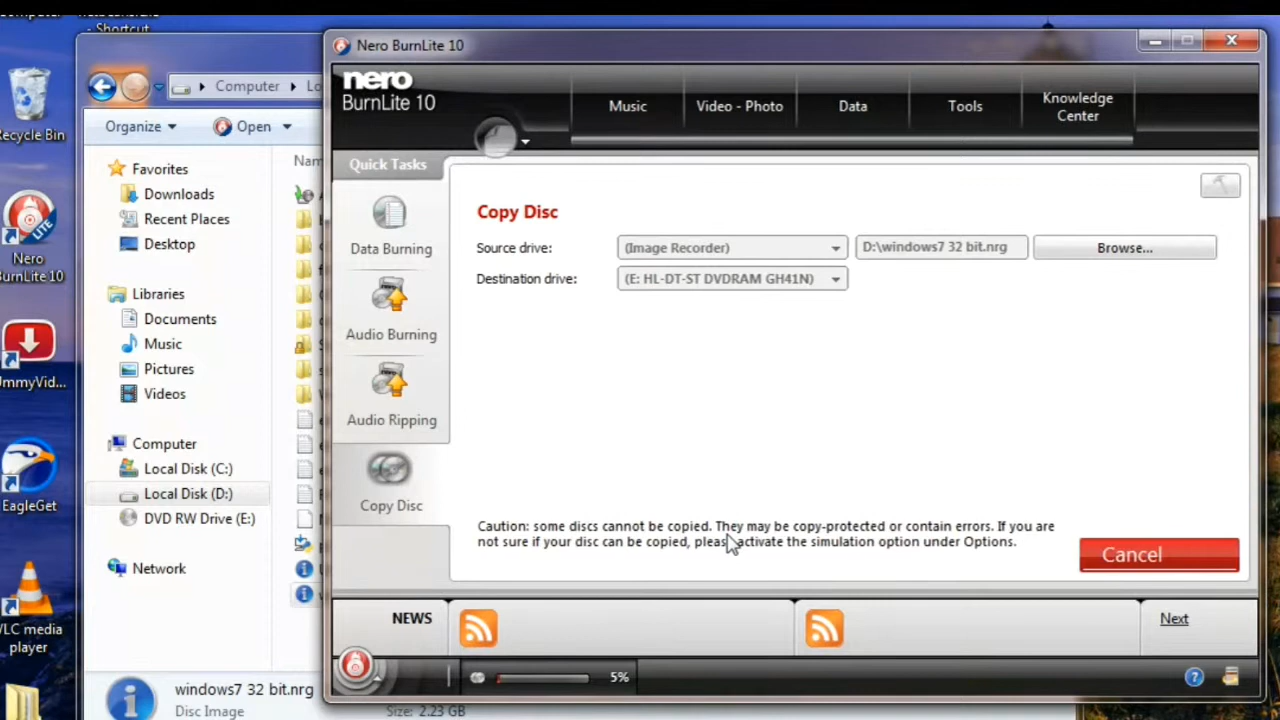 - Shortcut
Recycle Bin
Nero
BurnLite 10
UmmyVid...
EagleGet
VLC media
player
Computer
Organize
Open
Favorites
Downloads
Recent Places
Desktop
Libraries
Documents
Music
Pictures
Videos
Computer
Local Disk (C:)
Local Disk (D:)
DVD RW Drive (E:)
Network
windows7 32 bit.nrg
Disc Image
Size: 2.23 GB
Nero BurnLite 10
nero
BurnLite 10
Music
Video - Photo
Data
Tools
Knowledge
Center
Quick Tasks
Data Burning
Audio Burning
Audio Ripping
Copy Disc
Copy Disc
Source drive:
(Image Recorder)
D:\windows7 32 bit.nrg
Browse...
Destination drive:
(E: HL-DT-ST DVDRAM GH41N)
Caution: some discs cannot be copied. They may be copy-protected or contain errors. If you are
not sure if your disc can be copied, please activate the simulation option under Options.
Cancel
NEWS
Next
5%